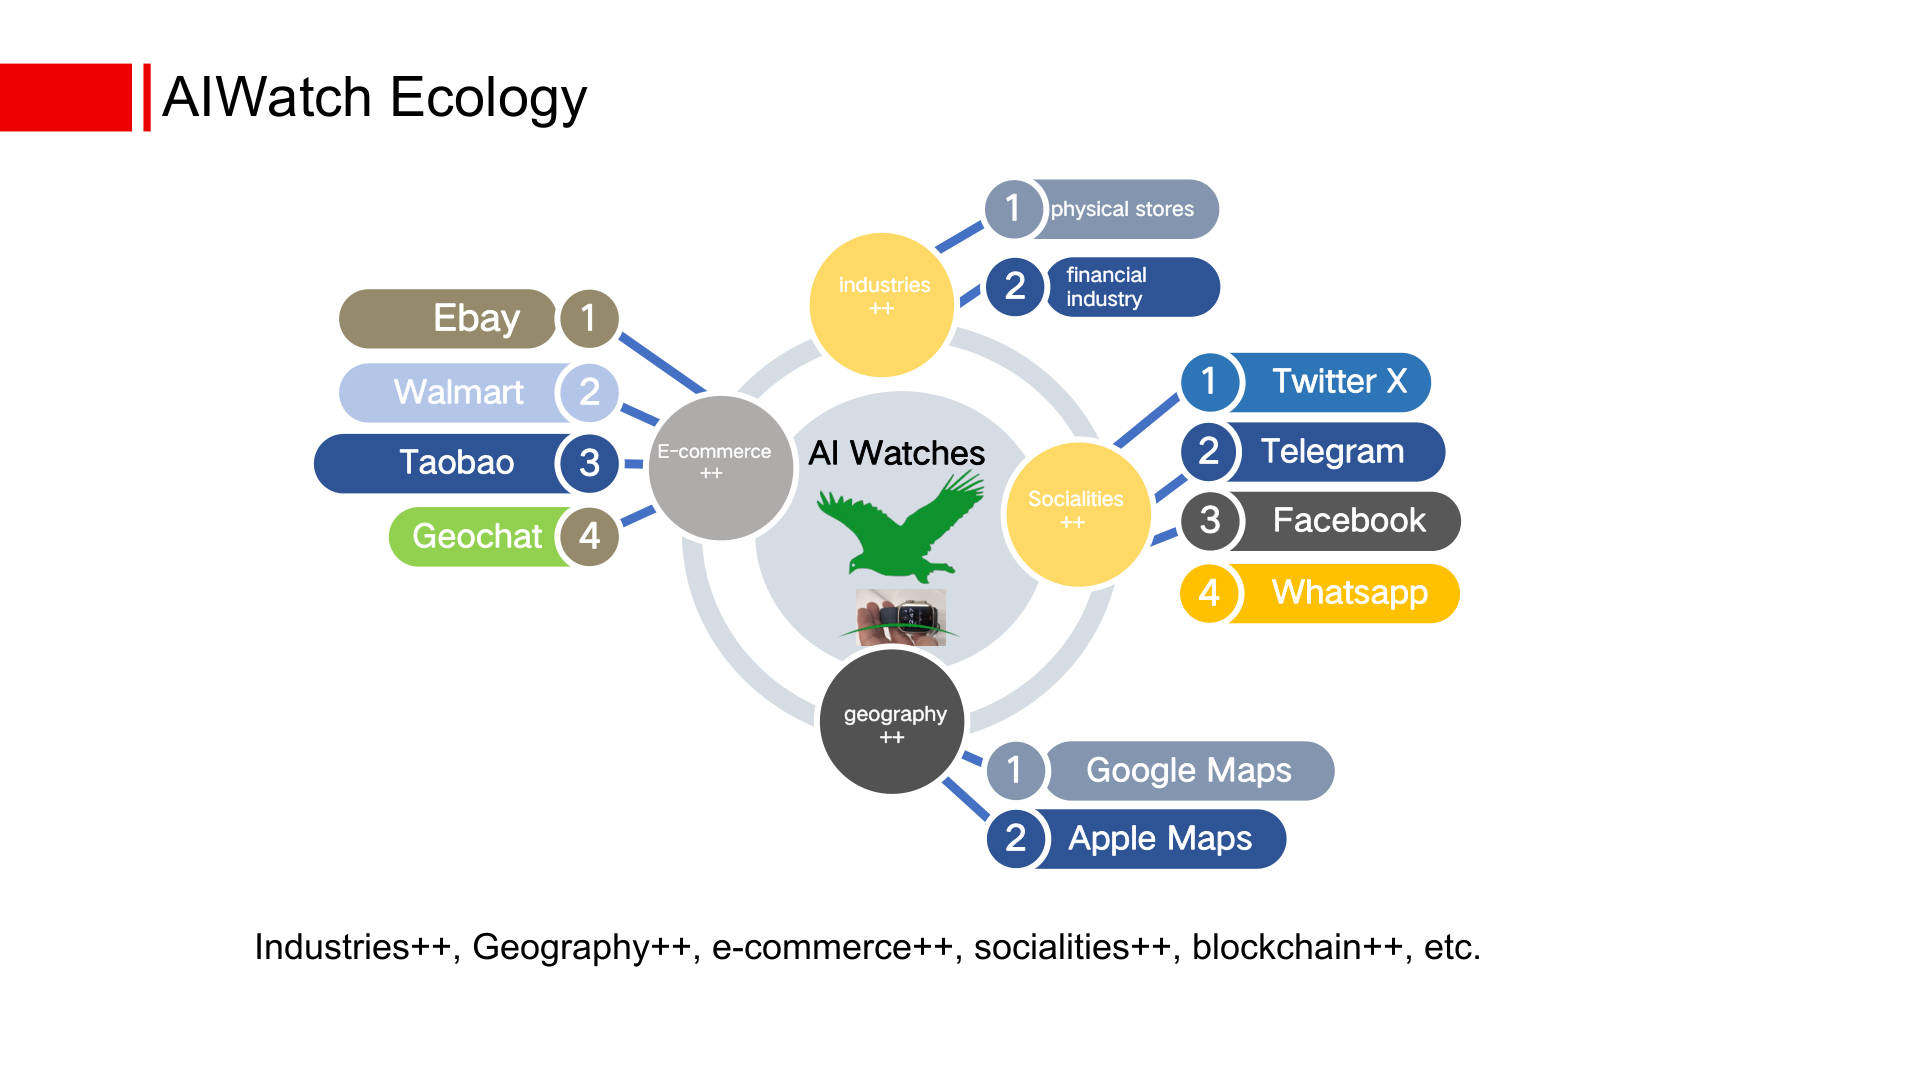 AIWatch Ecology
1 physical stores
2 financial
industry
industries
++
Ebay 1
Walmart 2
Taobao 3
Geochat 4
E-commerce
++
AI Watches
Socialities
++
1 Twitter X
2 Telegram
3 Facebook
4 Whatsapp
geography
++
1 Google Maps
2 Apple Maps
Industries++, Geography++, e-commerce++, socialities++, blockchain++, etc.